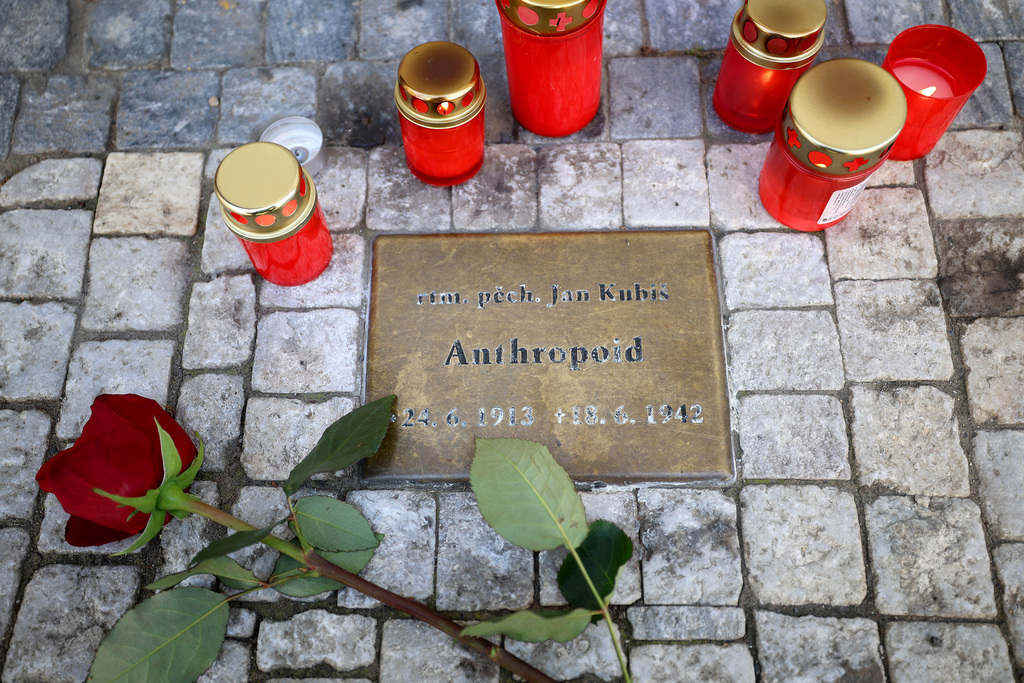 rtm. pěch. Jan Kubiš
Anthropoid
*24. 6. 1913 +18. 6. 1942